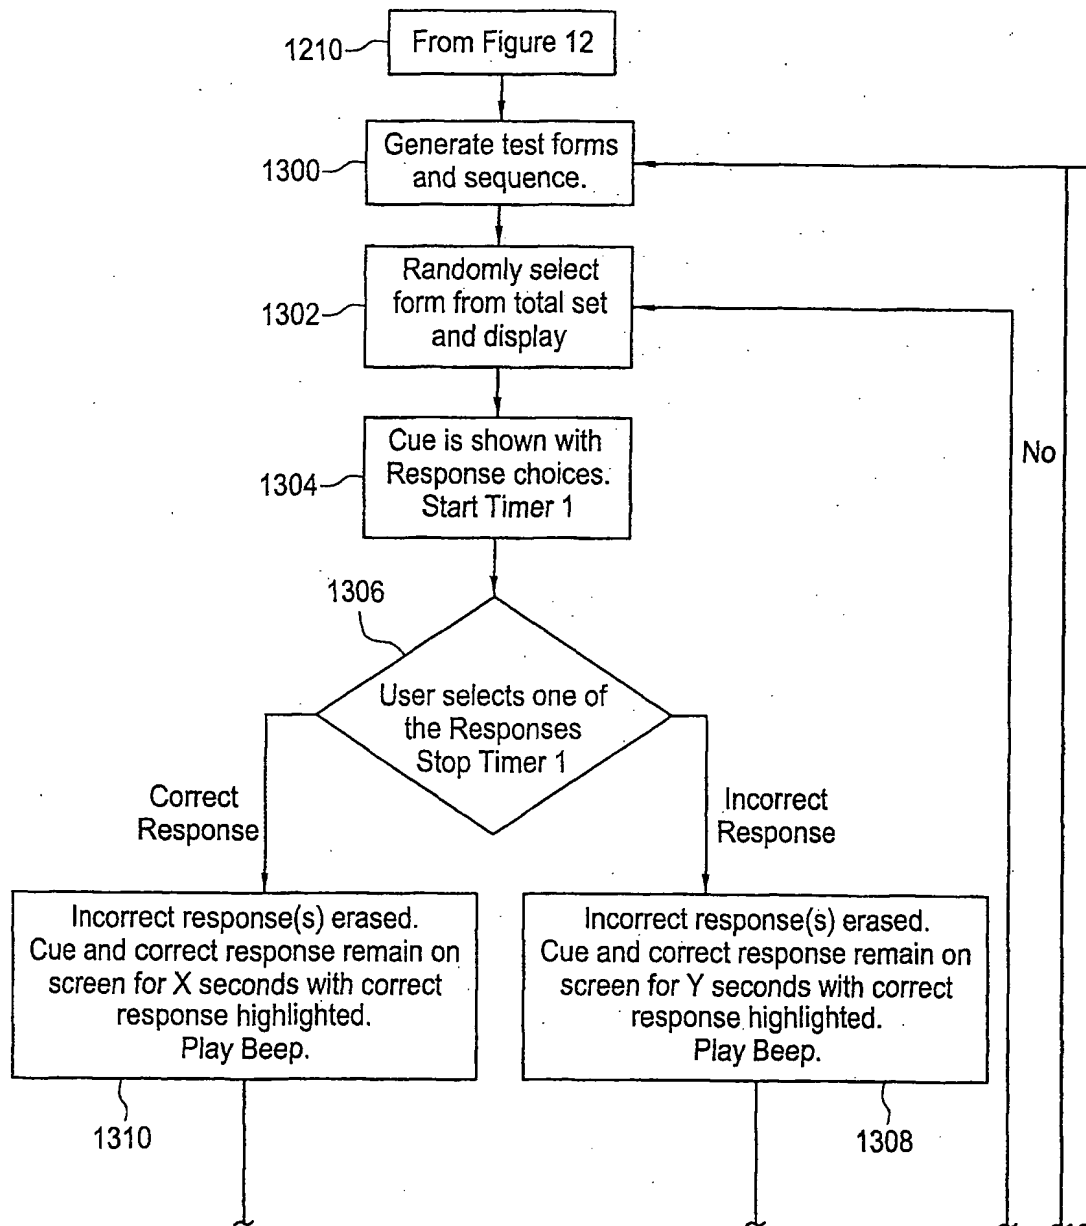 1210
From Figure 12
1300
Generate test forms
and sequence.
1302
Randomly select
form from total set
and display
1304
Cue is shown with
Response choices.
Start Timer 1
No
1306
User selects one of
the Responses
Stop Timer 1
Correct
Response
Incorrect
Response
Incorrect response(s) erased.
Cue and correct response remain on
screen for X seconds with correct
response highlighted.
Play Beep.
Incorrect response(s) erased.
Cue and correct response remain on
screen for Y seconds with correct
response highlighted.
Play Beep.
1310
1308